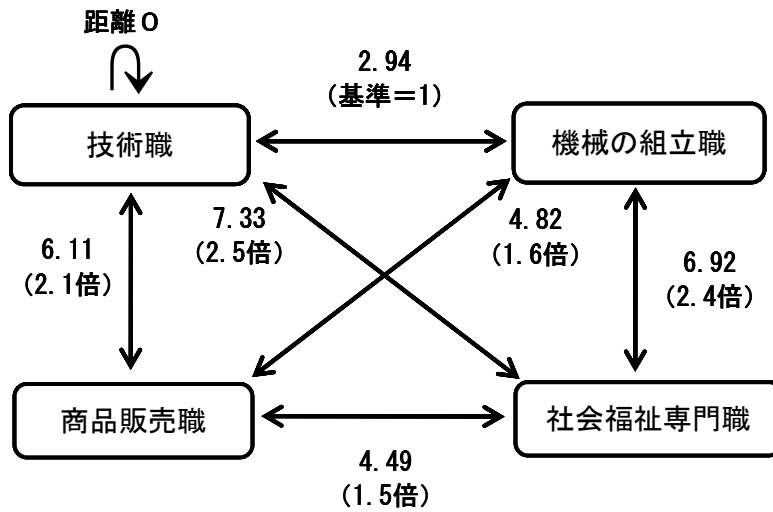 距離0
2.94
(基準=1)
技術職
機械の組立職
7.33
(2.5倍)
4.82
(1.6倍)
6.11
(2.1倍)
6.92
(2.4倍)
商品販売職
社会福祉専門職
4.49
(1.5倍)